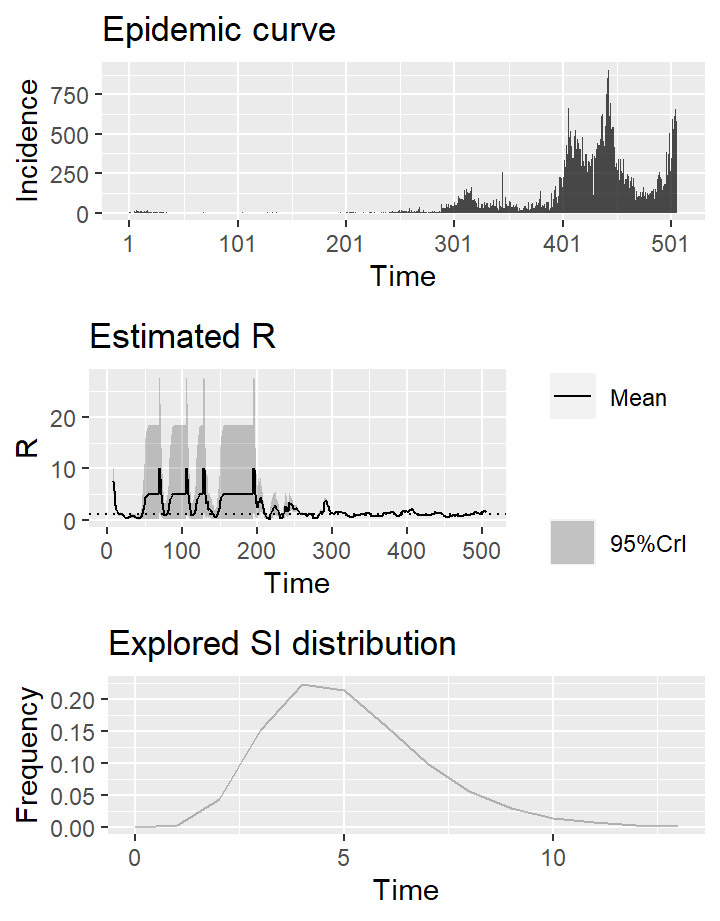 Epidemic curve
Incidence
750
500
250
0
1 101 201 301 401 501
Time
Estimated R
R
20
10
0
0 100 200 300 400 500
Time
Mean
95%CrI
Explored SI distribution
Frequency
0.20
0.15
0.10
0.05
0.00
0 5 10
Time